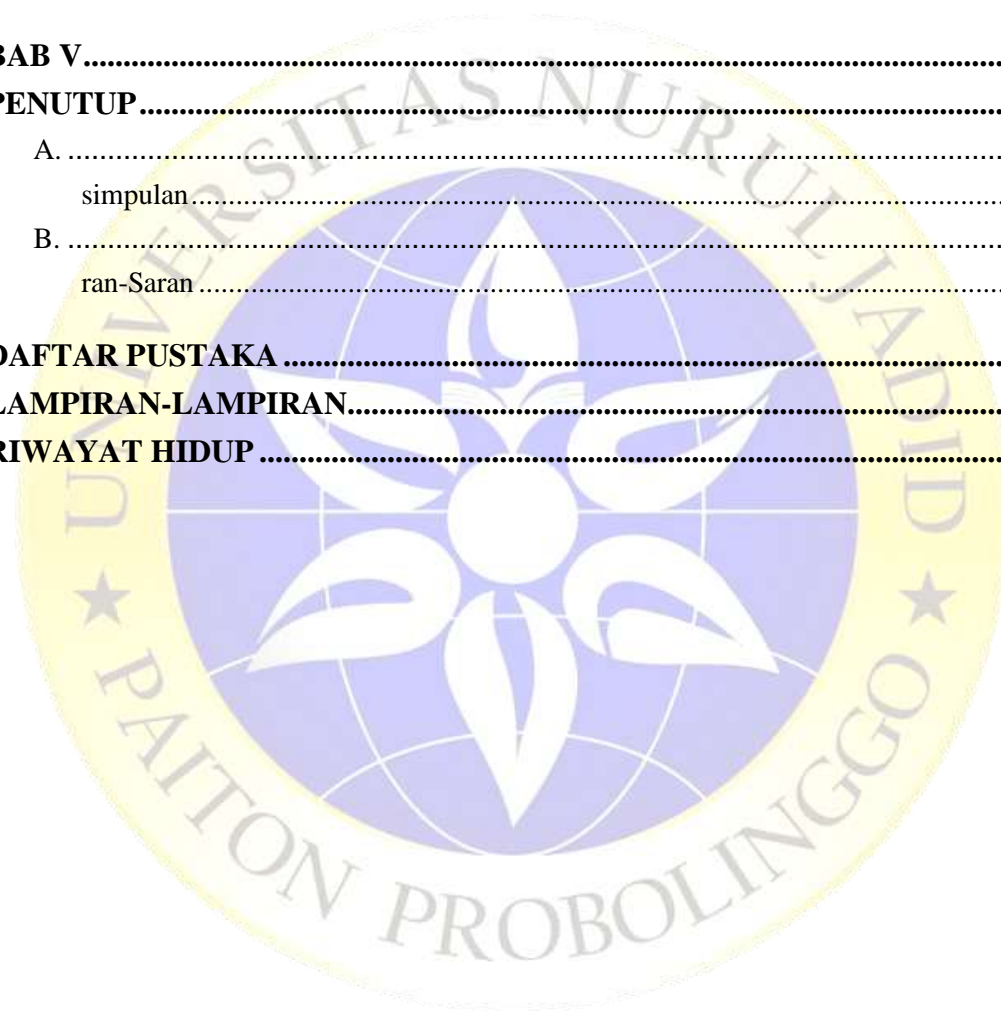 BAB V
PENUTUP
A.
simpulan
B.
ran-Saran
DAFTAR PUSTAKA
LAMPIRAN-LAMPIRAN
RIWAYAT HIDUP
UNIVERSITAS NURUL JADID
PAITON PROBOLINGGO